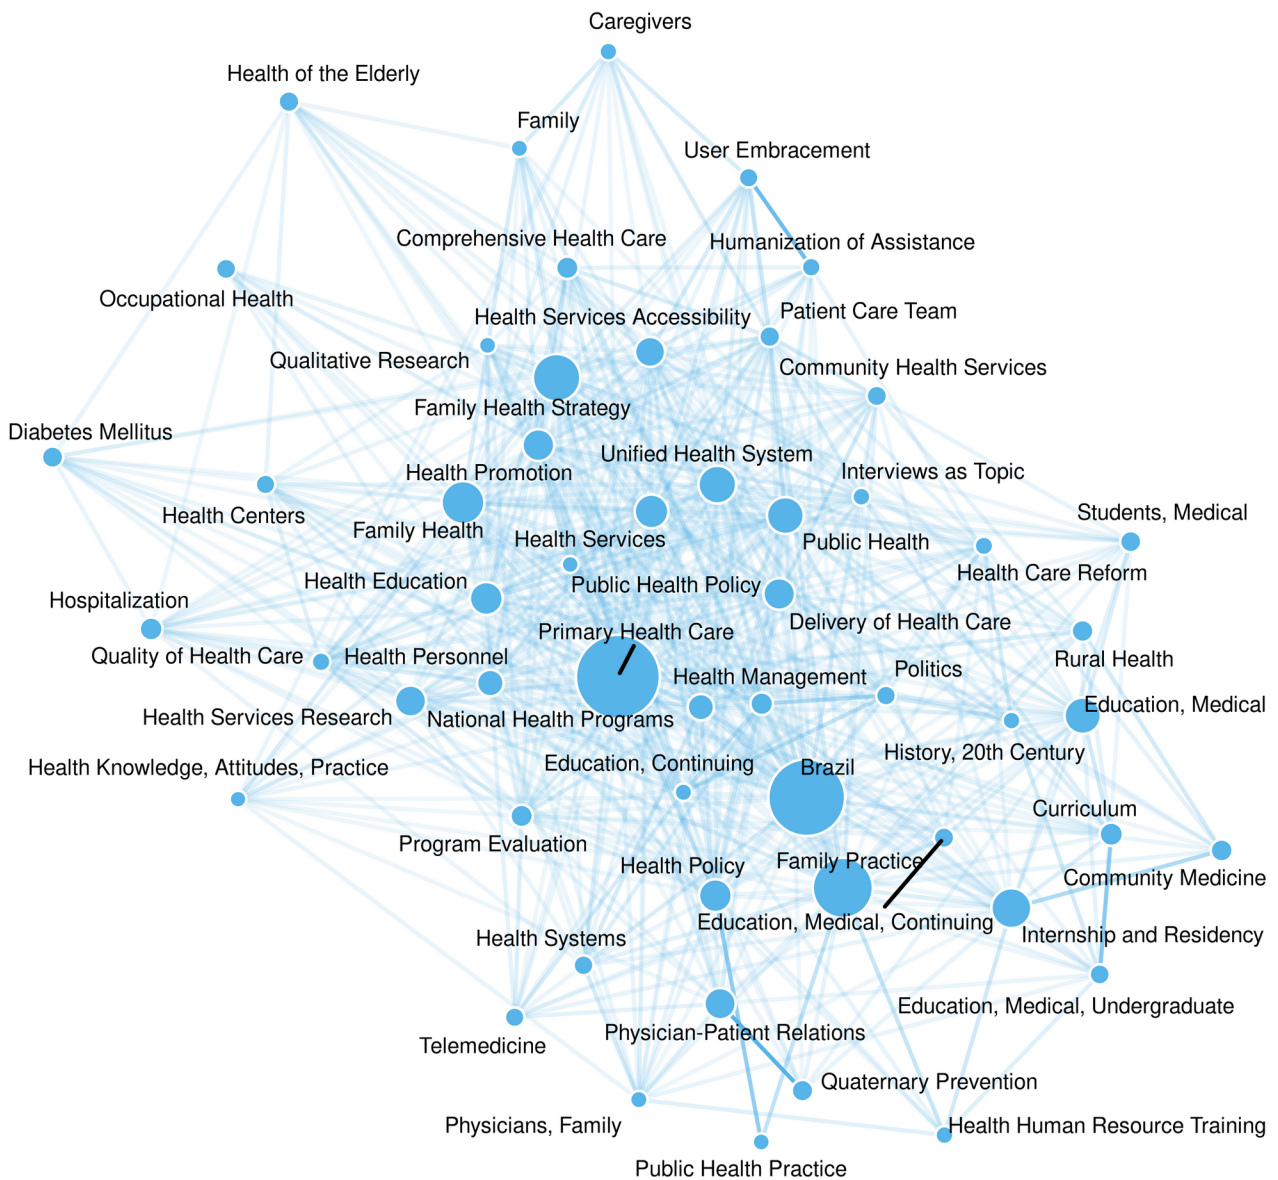 Caregivers
Health of the Elderly
Family
User Embracement
Comprehensive Health Care
Humanization of Assistance
Occupational Health
Health Services Accessibility
Patient Care Team
Qualitative Research
Community Health Services
Family Health Strategy
Diabetes Mellitus
Unified Health System
Health Promotion
Interviews as Topic
Health Centers
Students, Medical
Family Health
Health Services
Public Health
Health Care Reform
Health Education
Public Health Policy
Hospitalization
Delivery of Health Care
Primary Health Care
Quality of Health Care
Health Personnel
Rural Health
Politics
Health Management
Education, Medical
Health Services Research
National Health Programs
History, 20th Century
Health Knowledge, Attitudes, Practice
Education, Continuing
Brazil
Curriculum
Program Evaluation
Family Practice
Health Policy
Community Medicine
Education, Medical, Continuing
Internship and Residency
Health Systems
Education, Medical, Undergraduate
Physician-Patient Relations
Telemedicine
Quaternary Prevention
Physicians, Family
Health Human Resource Training
Public Health Practice